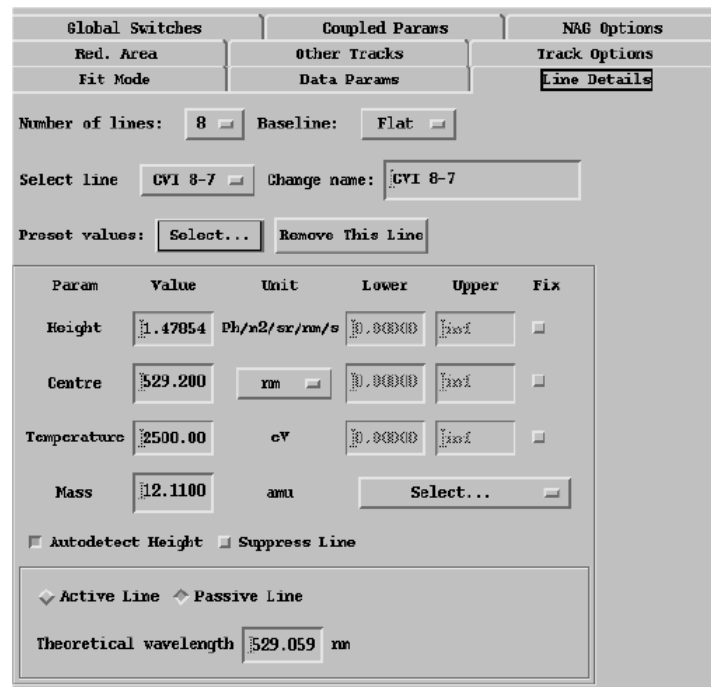 Global Switches Coupled Params NAG Options
Red. Area Other Tracks Track Options
Fit Mode Data Params Line Details
Number of lines: 8 Baseline: Flat
Select line CVI 8-7 Change name: CVI 8-7
Preset values: Select... Remove This Line
Param Value Unit Lower Upper Fix
Height 1.47854 Ph/m2/sr/nm/s 0.00000 inf
Centre 529.200 nm 0.00000 inf
Temperature 2500.00 eV 0.00000 inf
Mass 12.1100 amu Select...
Autodetect Height Suppress Line
Active Line Passive Line
Theoretical wavelength 529.059 nm